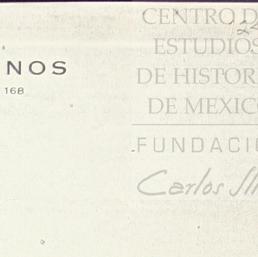 CENTRO D
ESTUDIOS
DE HISTOR
DE MEXICO
FUNDACIO
Carlos Sli
NOS
168